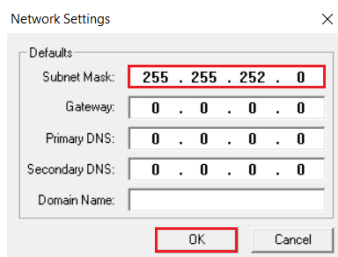 Network Settings
Defaults
Subnet Mask: 255 . 255 . 252 . 0
Gateway: 0 . 0 . 0 . 0
Primary DNS: 0 . 0 . 0 . 0
Secondary DNS: 0 . 0 . 0 . 0
Domain Name:
OK Cancel